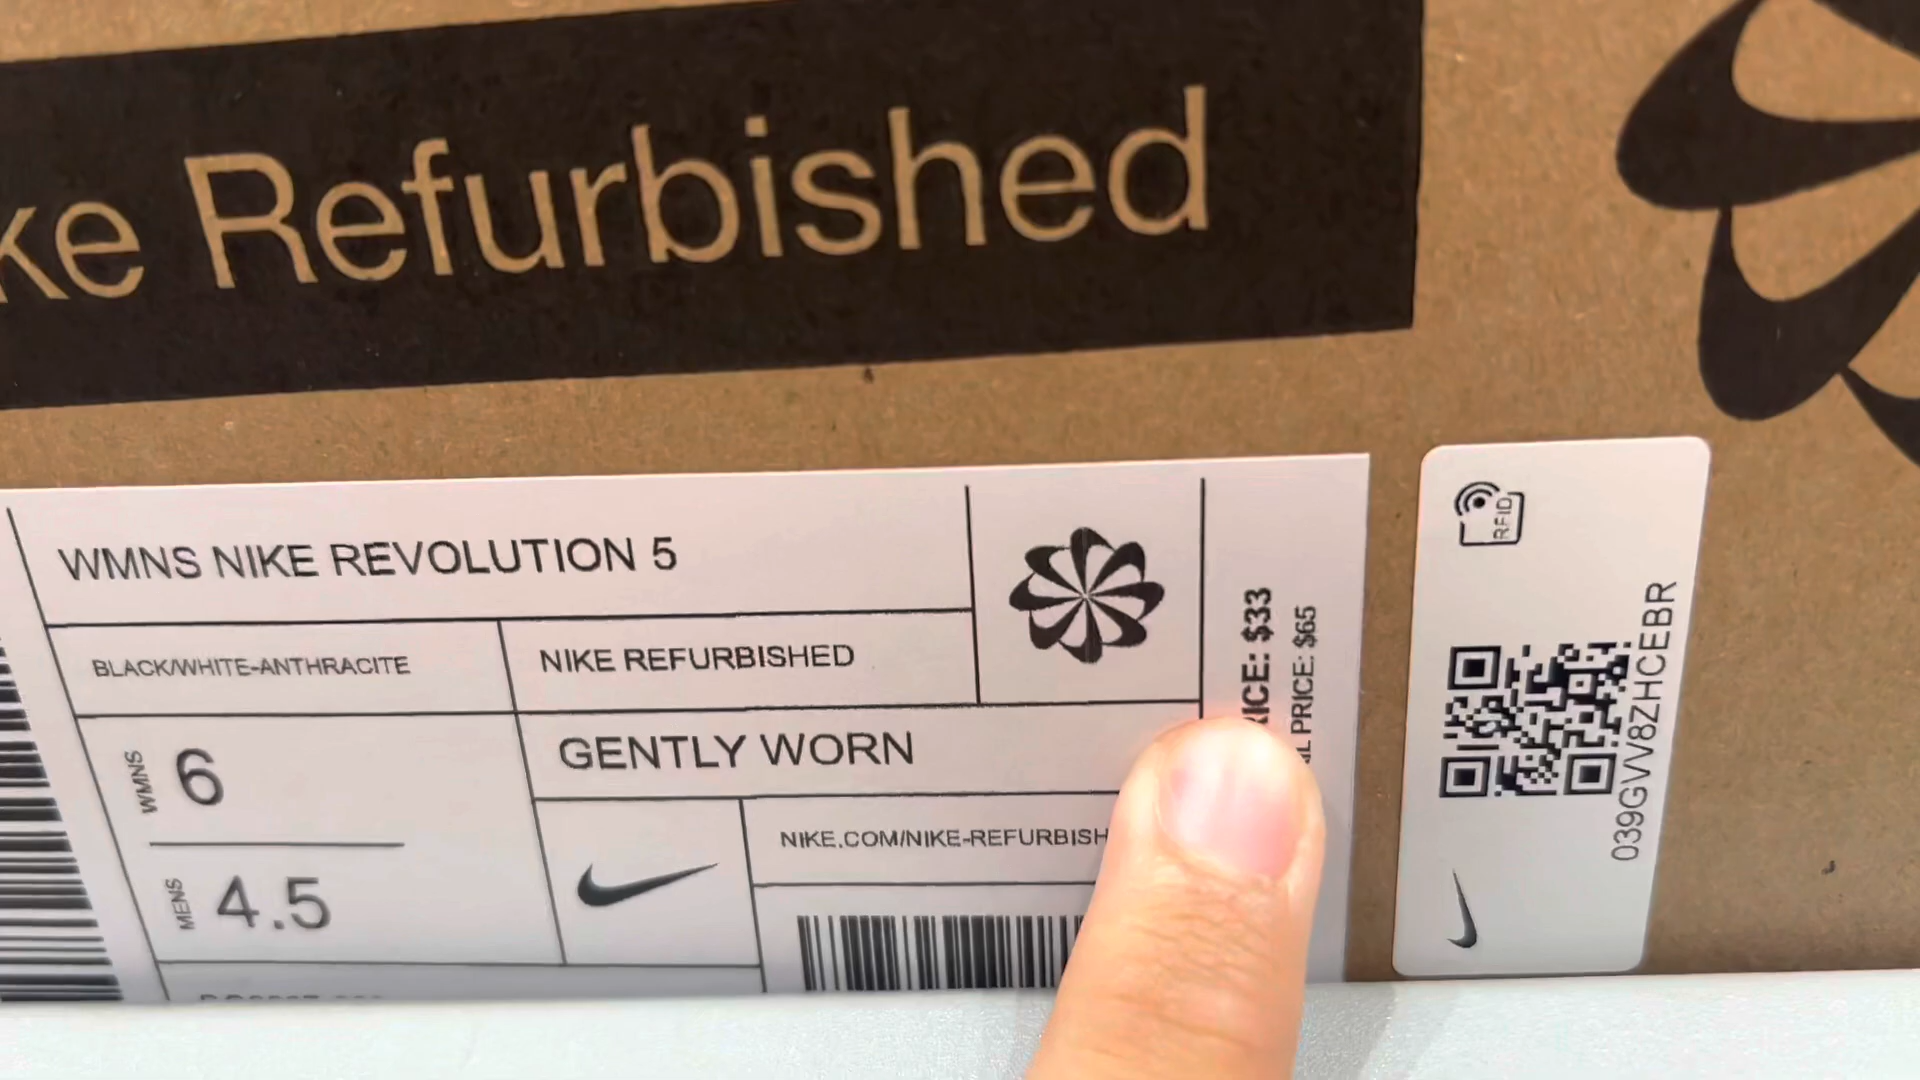 Refurbished
WMNS NIKE REVOLUTION 5
BLACK/WHITE-ANTHRACITE
NIKE REFURBISHED
GENTLY WORN
WMNS
6
MENS
4.5
NIKE.COM/NIKE-REFURBISH
RICE: $33
PRICE: $65
RFID
039GVV8ZHCEBR